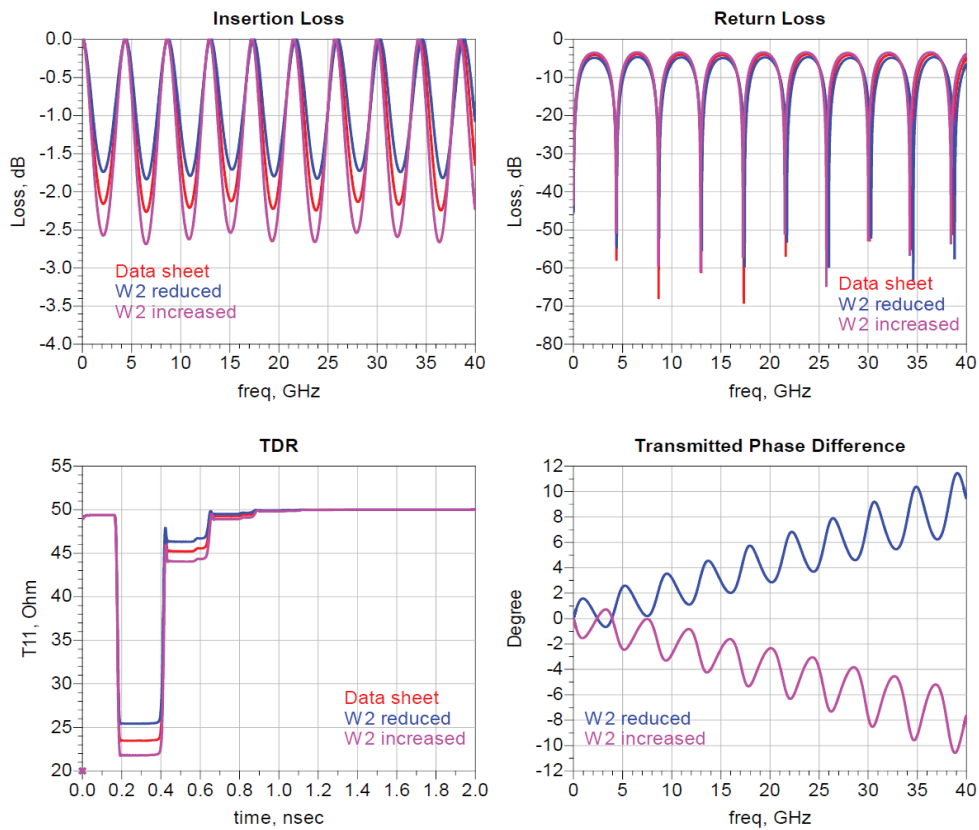 Insertion Loss
0.0
-0.5
-1.0
-1.5
-2.0
-2.5
-3.0
-3.5
-4.0
Loss, dB
Data sheet
W2 reduced
W2 increased
0 5 10 15 20 25 30 35 40
freq, GHz
Return Loss
0
-10
-20
-30
-40
-50
-60
-70
-80
Loss, dB
Data sheet
W2 reduced
W2 increased
0 5 10 15 20 25 30 35 40
freq, GHz
TDR
55
50
45
40
35
30
25
20
T11, Ohm
Data sheet
W2 reduced
W2 increased
0.0 0.2 0.4 0.6 0.8 1.0 1.2 1.4 1.6 1.8 2.0
time, nsec
Transmitted Phase Difference
12
10
8
6
4
2
0
-2
-4
-6
-8
-10
-12
Degree
W2 reduced
W2 increased
0 5 10 15 20 25 30 35 40
freq, GHz